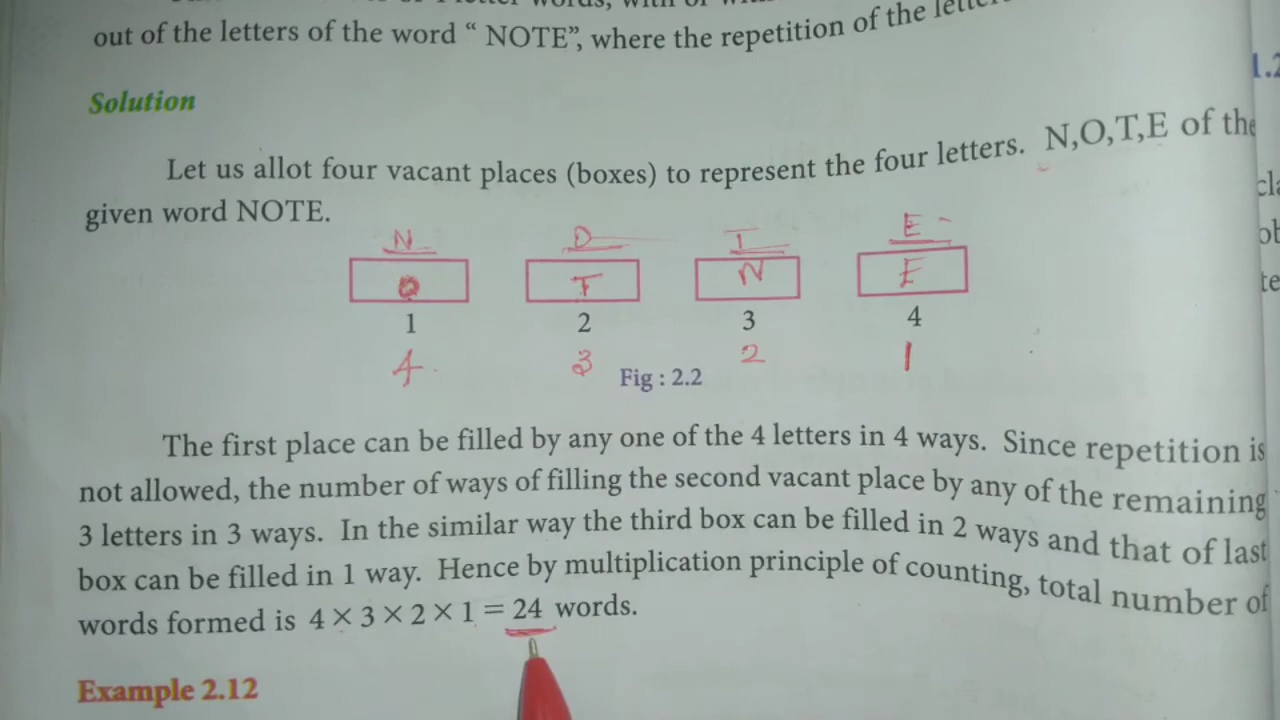 out of the letters of the word “ NOTE”, where the repetition of the
Solution
Let us allot four vacant places (boxes) to represent the four letters. N,O,T,E of the
given word NOTE.
N O T E
O T N E
1 2 3 4
4 3 2 1
Fig : 2.2
The first place can be filled by any one of the 4 letters in 4 ways. Since repetition is
not allowed, the number of ways of filling the second vacant place by any of the remaining
3 letters in 3 ways. In the similar way the third box can be filled in 2 ways and that of last
box can be filled in 1 way. Hence by multiplication principle of counting, total number of
words formed is 4 × 3 × 2 × 1 = 24 words.
Example 2.12